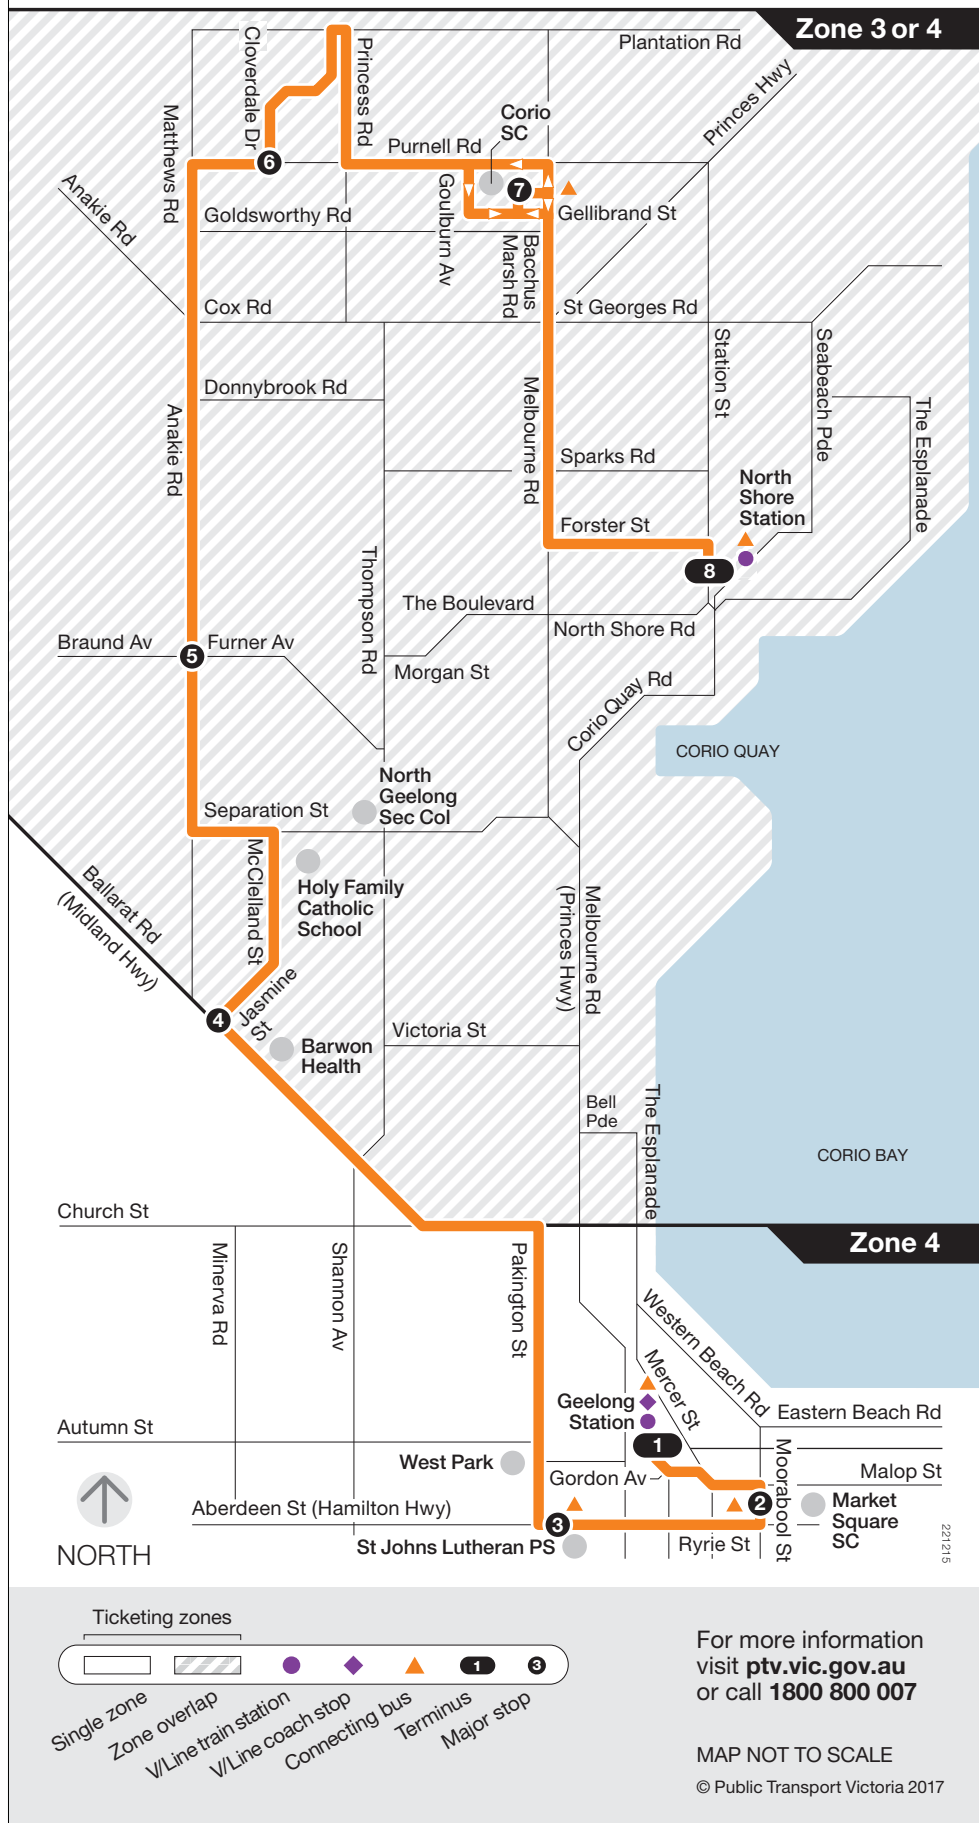 Zone 3 or 4
Plantation Rd
Cloverdale Dr
Princess Rd
Princes Hwy
Matthews Rd
Corio
SC
Purnell Rd
6
7
Anakie Rd
Goldsworthy Rd
Goulburn Av
Gellibrand St
Bacchus
Marsh Rd
Cox Rd
St Georges Rd
Station St
Seabeach Pde
Donnybrook Rd
Anakie Rd
Melbourne Rd
The Esplanade
Sparks Rd
North
Shore
Station
Forster St
Thompson Rd
8
The Boulevard
North Shore Rd
Braund Av
5
Furner Av
Morgan St
Corio Quay Rd
CORIO QUAY
North
Geelong
Sec Col
Separation St
McClelland St
Holy Family
Catholic
School
Ballarat Rd
(Midland Hwy)
Melbourne Rd
(Princes Hwy)
Jasmine
St
4
Victoria St
Barwon
Health
Bell
Pde
The Esplanade
CORIO BAY
Church St
Zone 4
Minerva Rd
Shannon Av
Pakington St
Western Beach Rd
Mercer St
Geelong
Station
Eastern Beach Rd
Autumn St
1
West Park
Gordon Av
Moorabool St
Malop St
Aberdeen St (Hamilton Hwy)
2
Market
Square
SC
3
St Johns Lutheran PS
Ryrie St
NORTH
221215
Ticketing zones
1
3
Single zone
Zone overlap
V/Line train station
V/Line coach stop
Connecting bus
Terminus
Major stop
For more information
visit ptv.vic.gov.au
or call 1800 800 007
MAP NOT TO SCALE
© Public Transport Victoria 2017